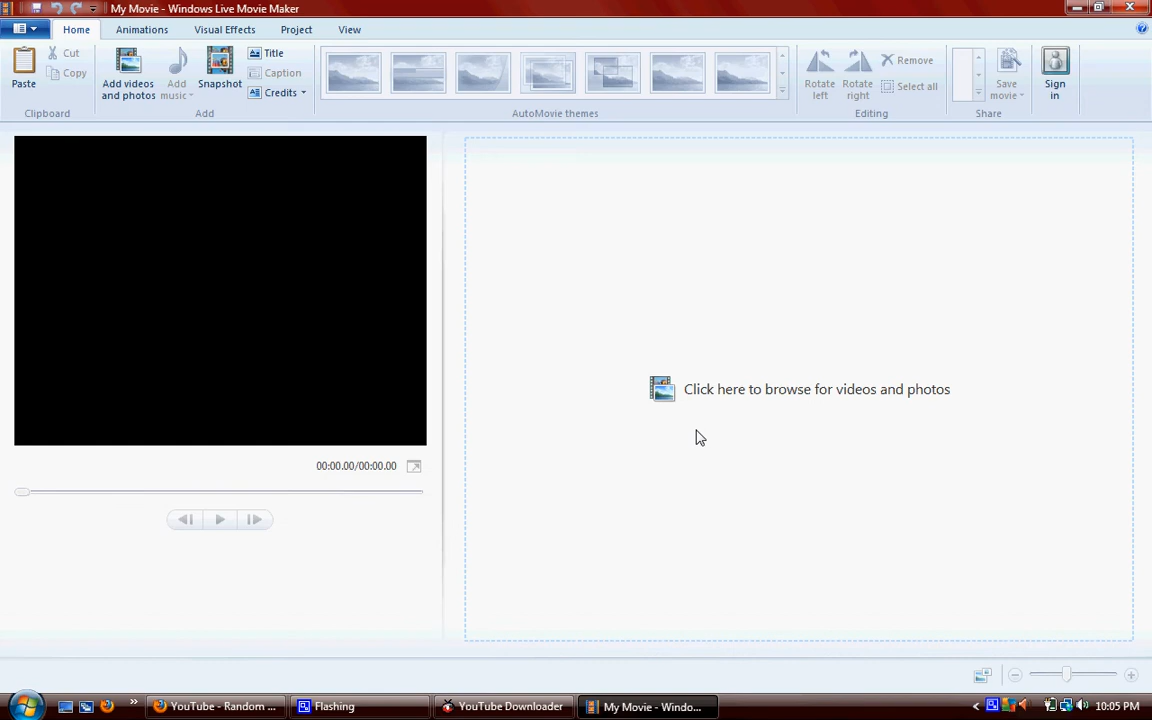 My Movie - Windows Live Movie Maker
Home Animations Visual Effects Project View
Paste
Cut
Copy
Clipboard
Add videos and photos
Add music
Snapshot
Title
Caption
Credits
Add
AutoMovie themes
Rotate left
Rotate right
Remove
Select all
Editing
Save movie
Share
Sign in
Click here to browse for videos and photos
00:00.00/00:00.00
YouTube - Random ... Flashing YouTube Downloader My Movie - Windo... 10:05 PM